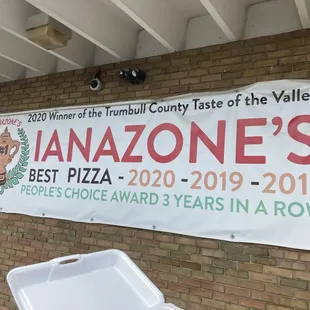 2020 Winner of the Trumbull County Taste of the Valle
IANAZONE'S
BEST PIZZA - 2020 - 2019 - 201
PEOPLE'S CHOICE AWARD 3 YEARS IN A ROW